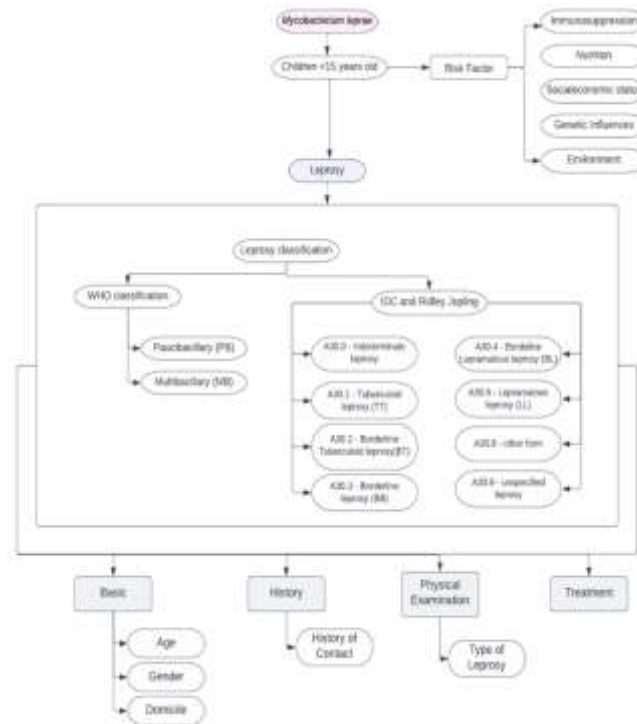 Mycobacterium leprae
Children <15 years old
Risk Factor
Immunosuppression
Nutrition
Socioeconomic status
Genetic Influences
Environment
Leprosy
Leprosy classification
WHO classification
Paucibacillary (PB)
Multibacillary (MB)
and Ridley Jopling
A30.0 - Indeterminate
leprosy
A30.1 - Tuberculoid
leprosy (TT)
A30.2 - Borderline
Tuberculoid leprosy(BT)
A30.3 - Borderline
leprosy (BB)
A30.4 - Borderline
Lepromatous leprosy (BL)
A30.5 - Lepromatous
leprosy (LL)
A30.8 - other form
A30.9 - unspecified
leprosy
Basic
Age
Gender
Domicile
History
History of
Contact
Physical
Examination
Type of
Leprosy
Treatment